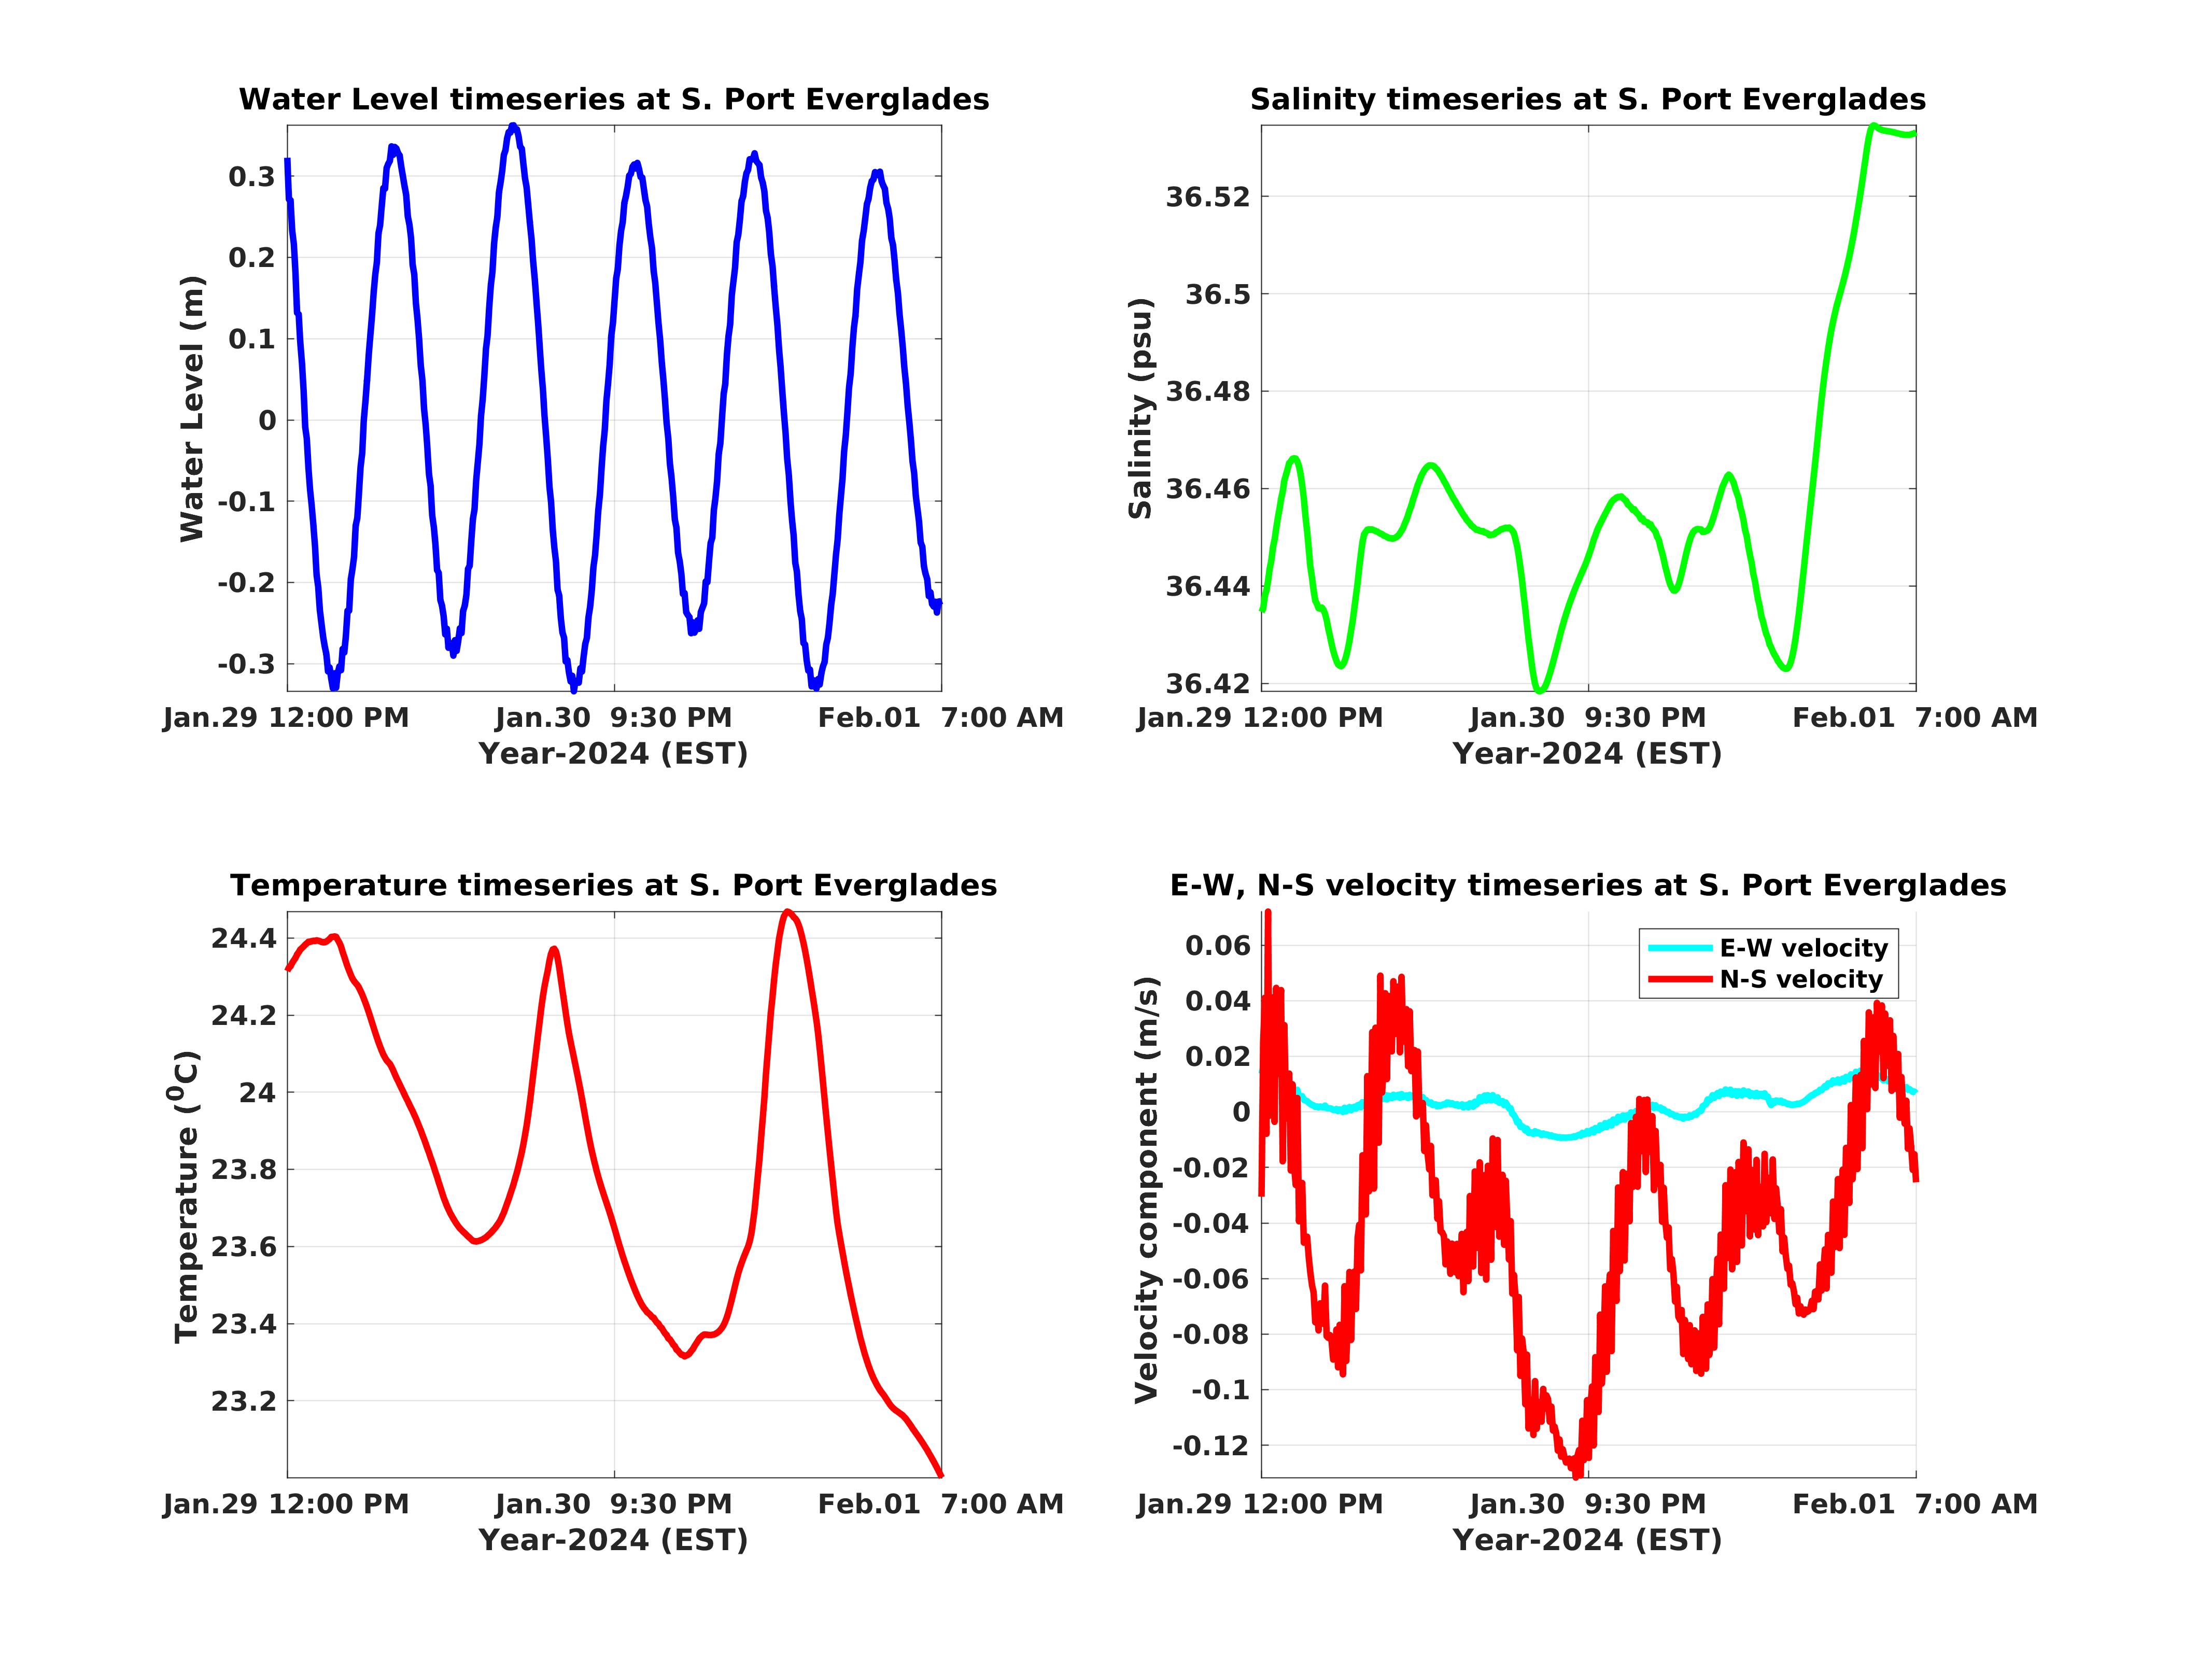 Water Level timeseries at S. Port Everglades
Water Level (m)
0.3
0.2
0.1
0
-0.1
-0.2
-0.3
Jan.29 12:00 PM Jan.30 9:30 PM Feb.01 7:00 AM
Year-2024 (EST)
Salinity timeseries at S. Port Everglades
Salinity (psu)
36.52
36.5
36.48
36.46
36.44
36.42
Jan.29 12:00 PM Jan.30 9:30 PM Feb.01 7:00 AM
Year-2024 (EST)
Temperature timeseries at S. Port Everglades
Temperature (⁰C)
24.4
24.2
24
23.8
23.6
23.4
23.2
Jan.29 12:00 PM Jan.30 9:30 PM Feb.01 7:00 AM
Year-2024 (EST)
E-W, N-S velocity timeseries at S. Port Everglades
Velocity component (m/s)
E-W velocity
N-S velocity
0.06
0.04
0.02
0
-0.02
-0.04
-0.06
-0.08
-0.1
-0.12
Jan.29 12:00 PM Jan.30 9:30 PM Feb.01 7:00 AM
Year-2024 (EST)